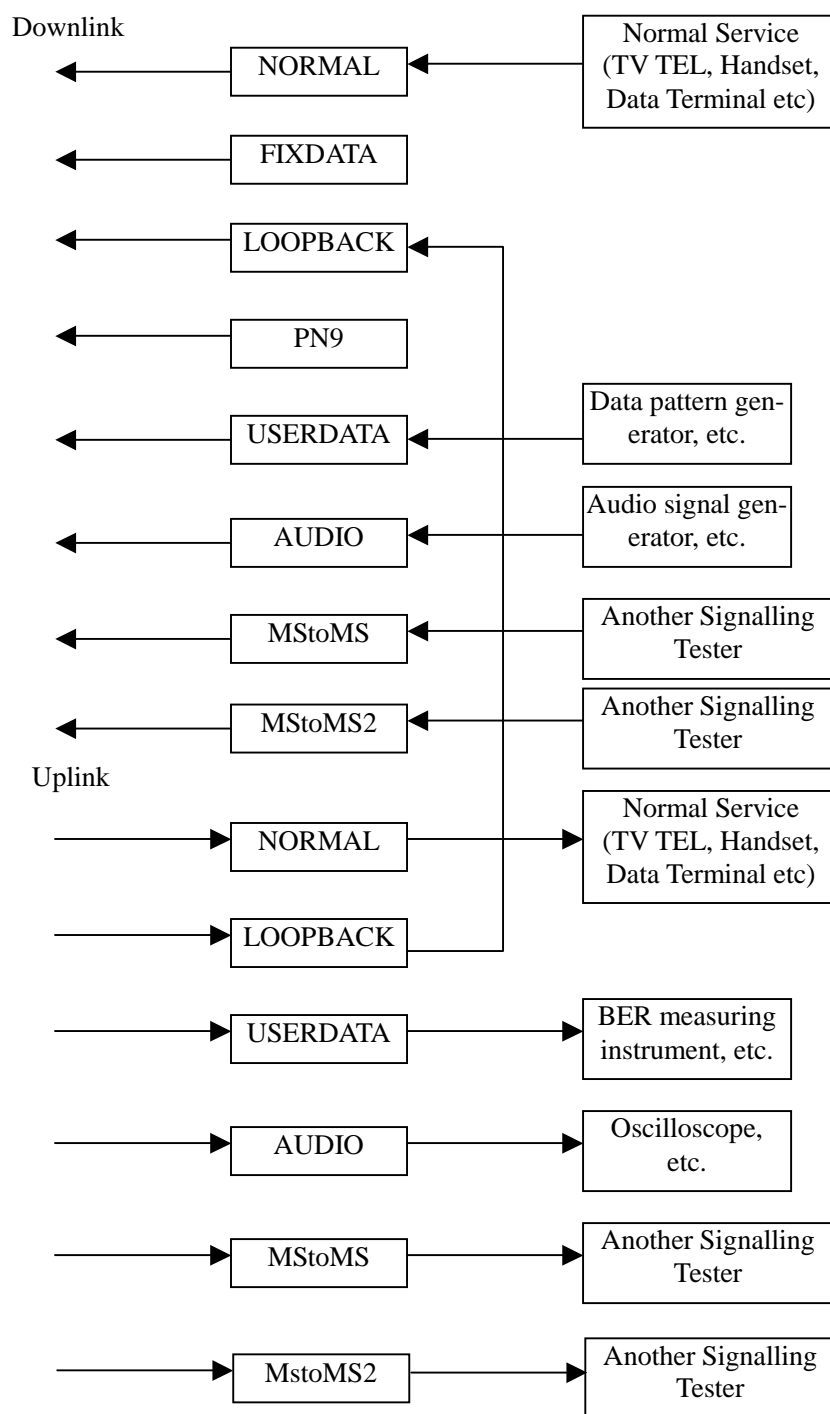 Downlink
NORMAL
Normal Service
(TV TEL, Handset,
Data Terminal etc)
FIXDATA
LOOPBACK
PN9
USERDATA
Data pattern gen-
erator, etc.
AUDIO
Audio signal gen-
erator, etc.
MStoMS
Another Signalling
Tester
MStoMS2
Another Signalling
Tester
Uplink
NORMAL
Normal Service
(TV TEL, Handset,
Data Terminal etc)
LOOPBACK
USERDATA
BER measuring
instrument, etc.
AUDIO
Oscilloscope,
etc.
MStoMS
Another Signalling
Tester
MstoMS2
Another Signalling
Tester